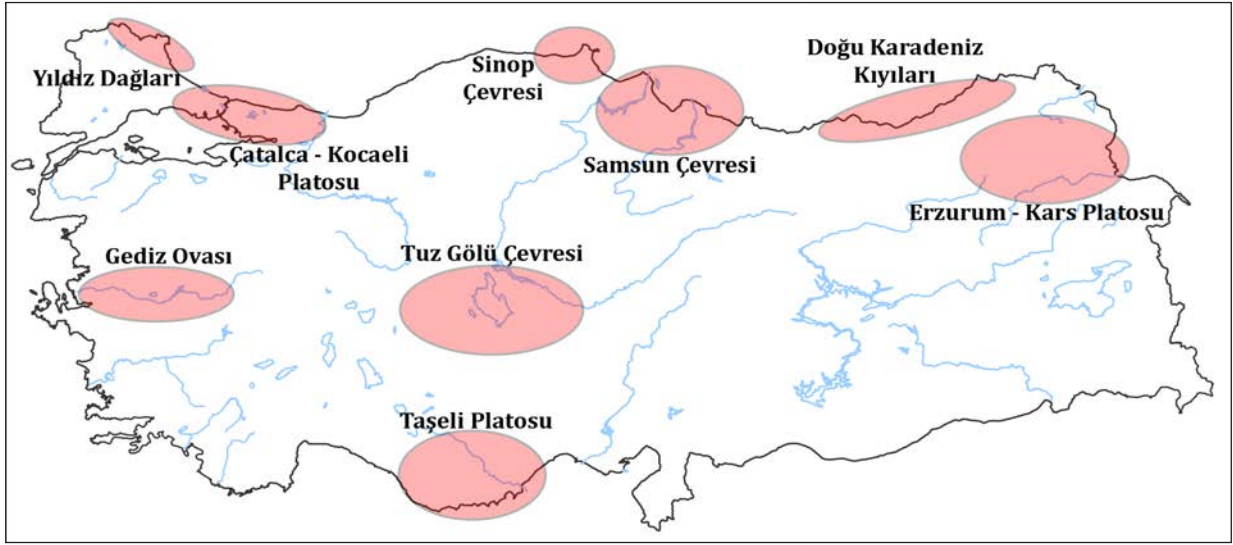 Yıldız Dağları
Sinop
Çevresi
Doğu Karadeniz
Kıyıları
Çatalca - Kocaeli
Platosu
Samsun Çevresi
Erzurum - Kars Platosu
Gediz Ovası
Tuz Gölü Çevresi
Taşeli Platosu